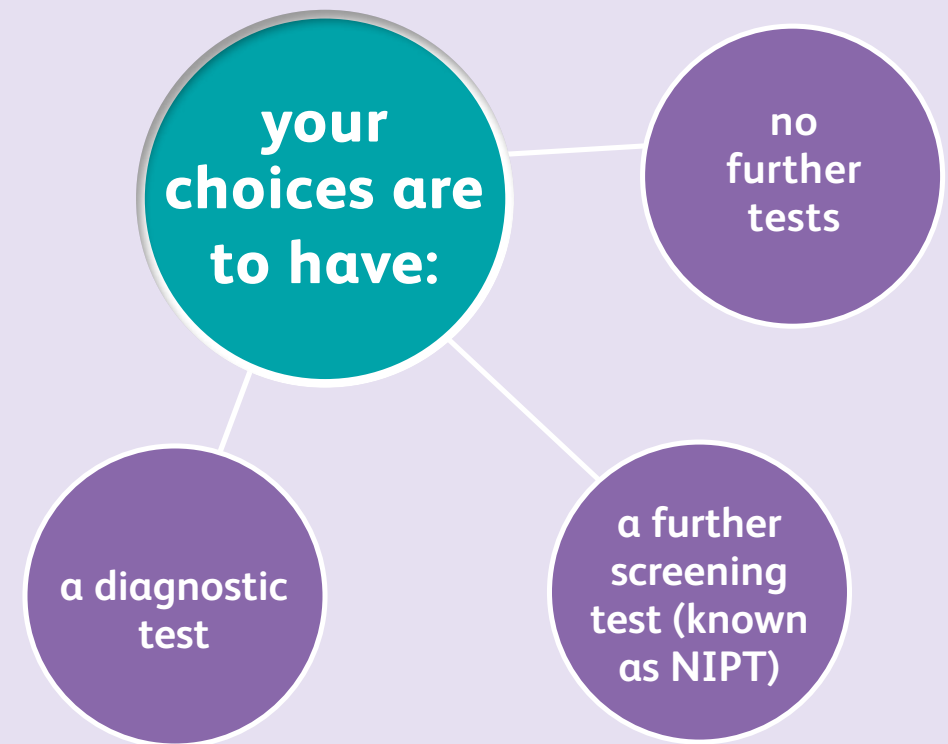 your
choices are
to have:
no
further
tests
a diagnostic
test
a further
screening
test (known
as NIPT)